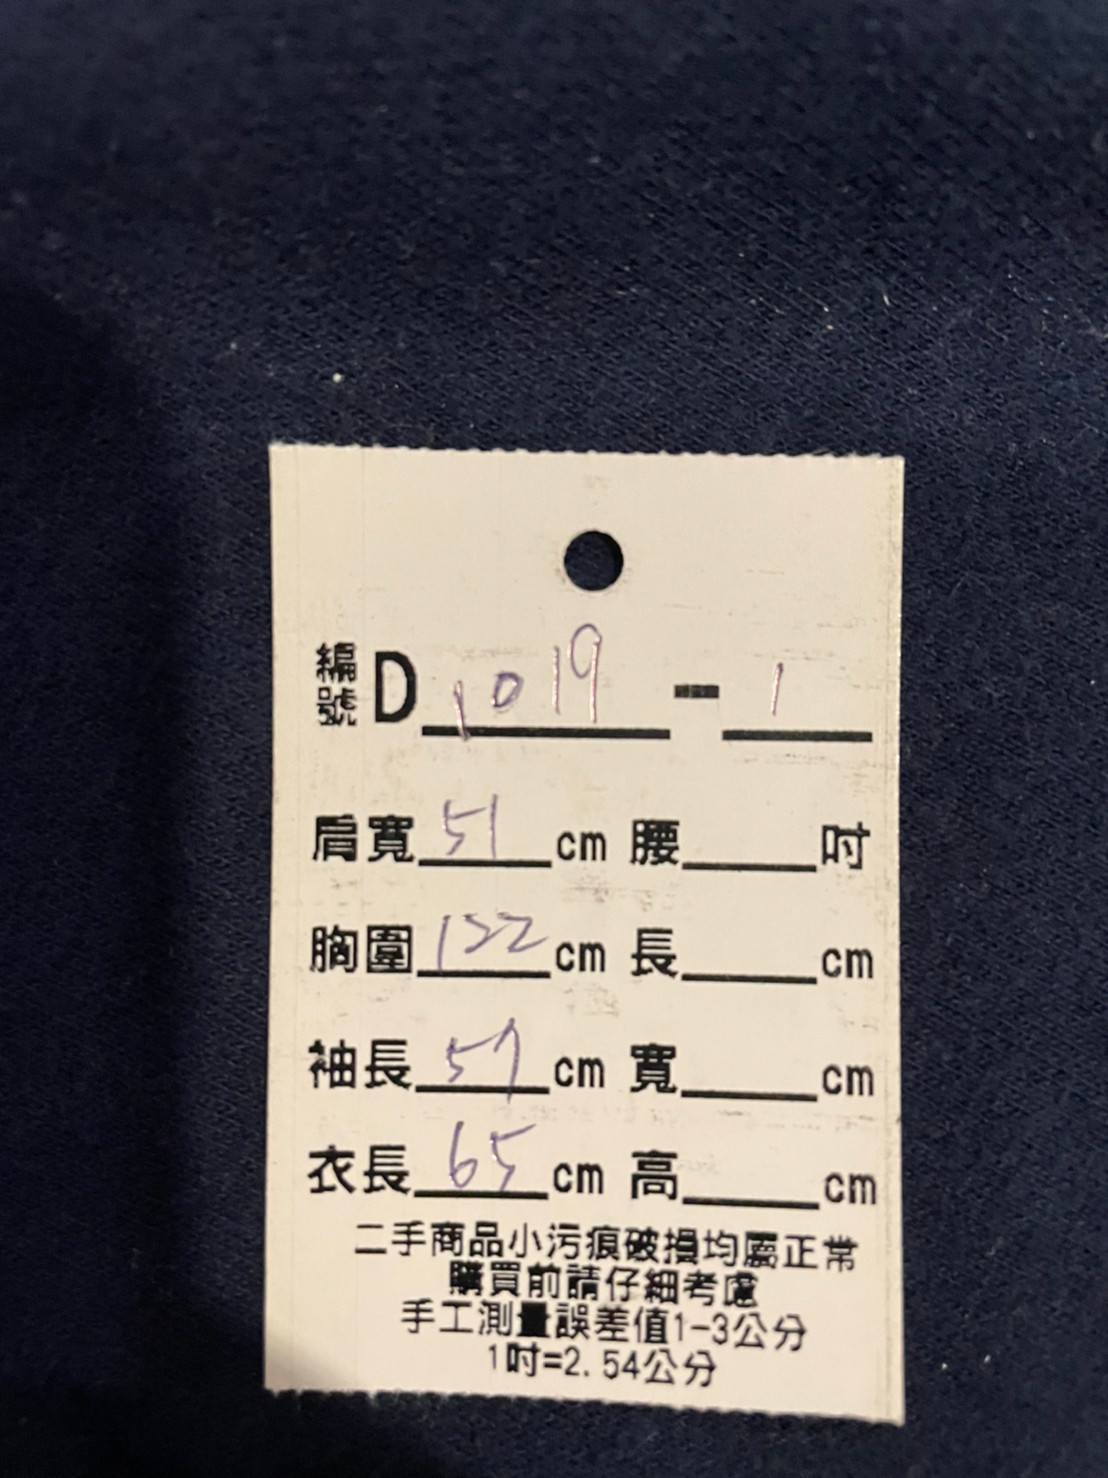 編號 D 1019 - 1
肩寬 51 cm 腰 吋
胸圍 122 cm 長 cm
袖長 57 cm 寬 cm
衣長 65 cm 高 cm
二手商品小污痕破損均屬正常
購買前請仔細考慮
手工測量誤差值1-3公分
1吋=2.54公分